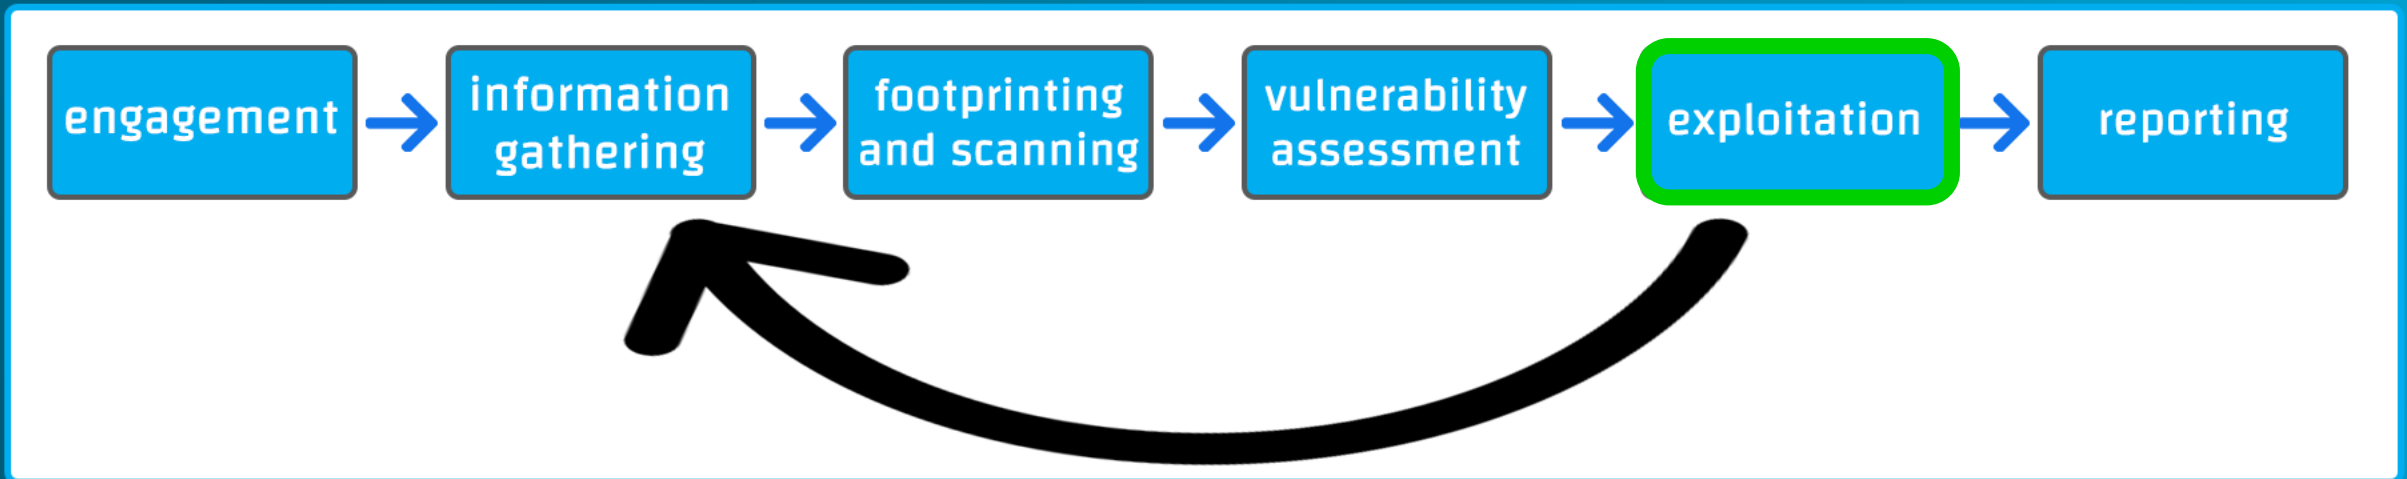 engagement
information
gathering
footprinting
and scanning
vulnerability
assessment
exploitation
reporting